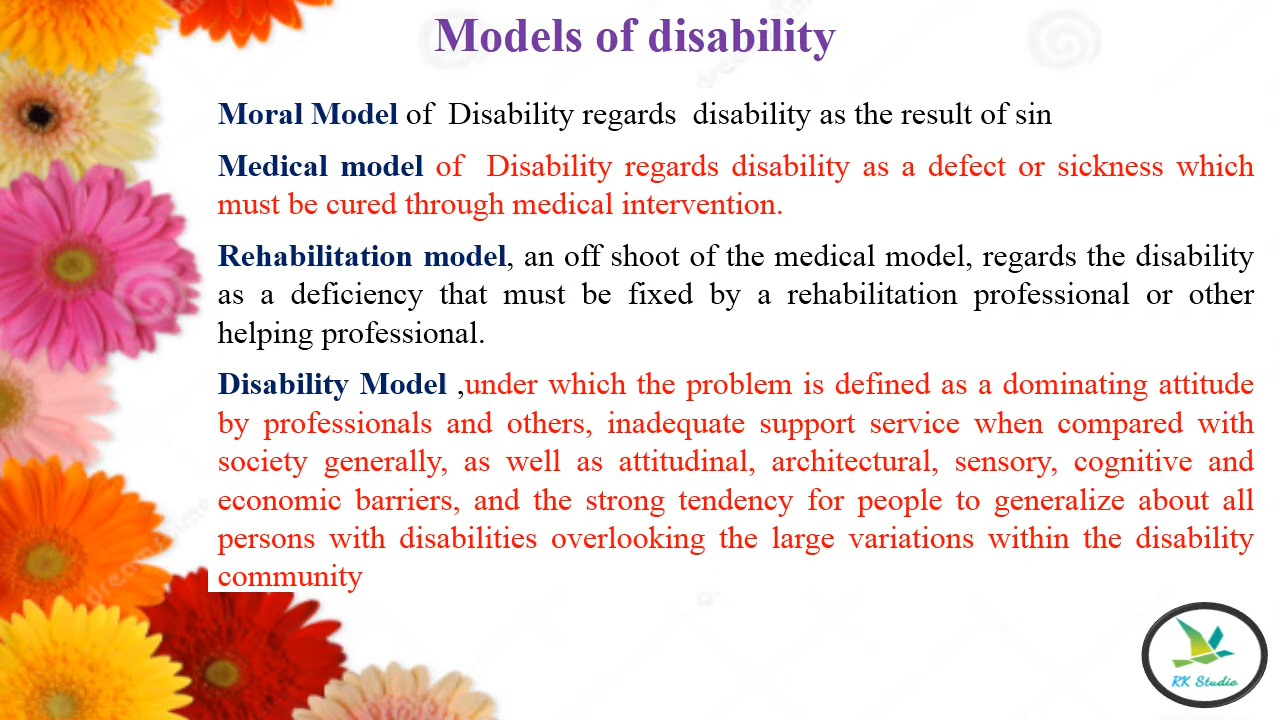 Models of disability
Moral Model of  Disability regards  disability as the result of sin
Medical model of  Disability regards disability as a defect or sickness which
must be cured through medical intervention.
Rehabilitation model, an off shoot of the medical model, regards the disability
as a deficiency that must be fixed by a rehabilitation professional or other
helping professional.
Disability Model ,under which the problem is defined as a dominating attitude
by professionals and others, inadequate support service when compared with
society generally, as well as attitudinal, architectural, sensory, cognitive and
economic barriers, and the strong tendency for people to generalize about all
persons with disabilities overlooking the large variations within the disability
community
RK Studio